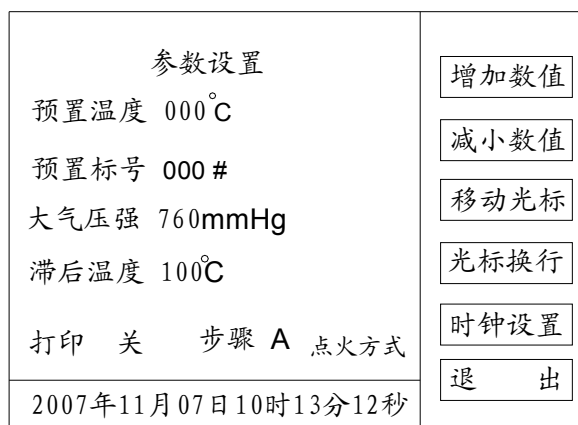 参数设置
预置温度 000℃
预置标号 000 #
大气压强 760mmHg
滞后温度 100℃
打印 关 步骤 A 点火方式
2007年11月07日10时13分12秒
增加数值
减小数值
移动光标
光标换行
时钟设置
退 出